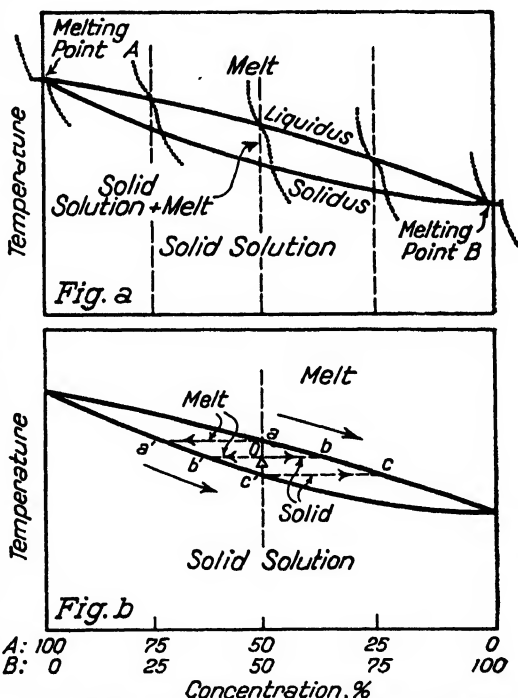 Melting
Point A
Melt
Liquidus
Temperature
Solid
Solution+Melt
Solidus
Melting
Point B
Solid Solution
Fig. a
Melt
Melt
a
O
a'
b'
b
c'
c
Solid
Temperature
Solid Solution
Fig. b
A: 100 75 50 25 0
B: 0 25 50 75 100
Concentration, %